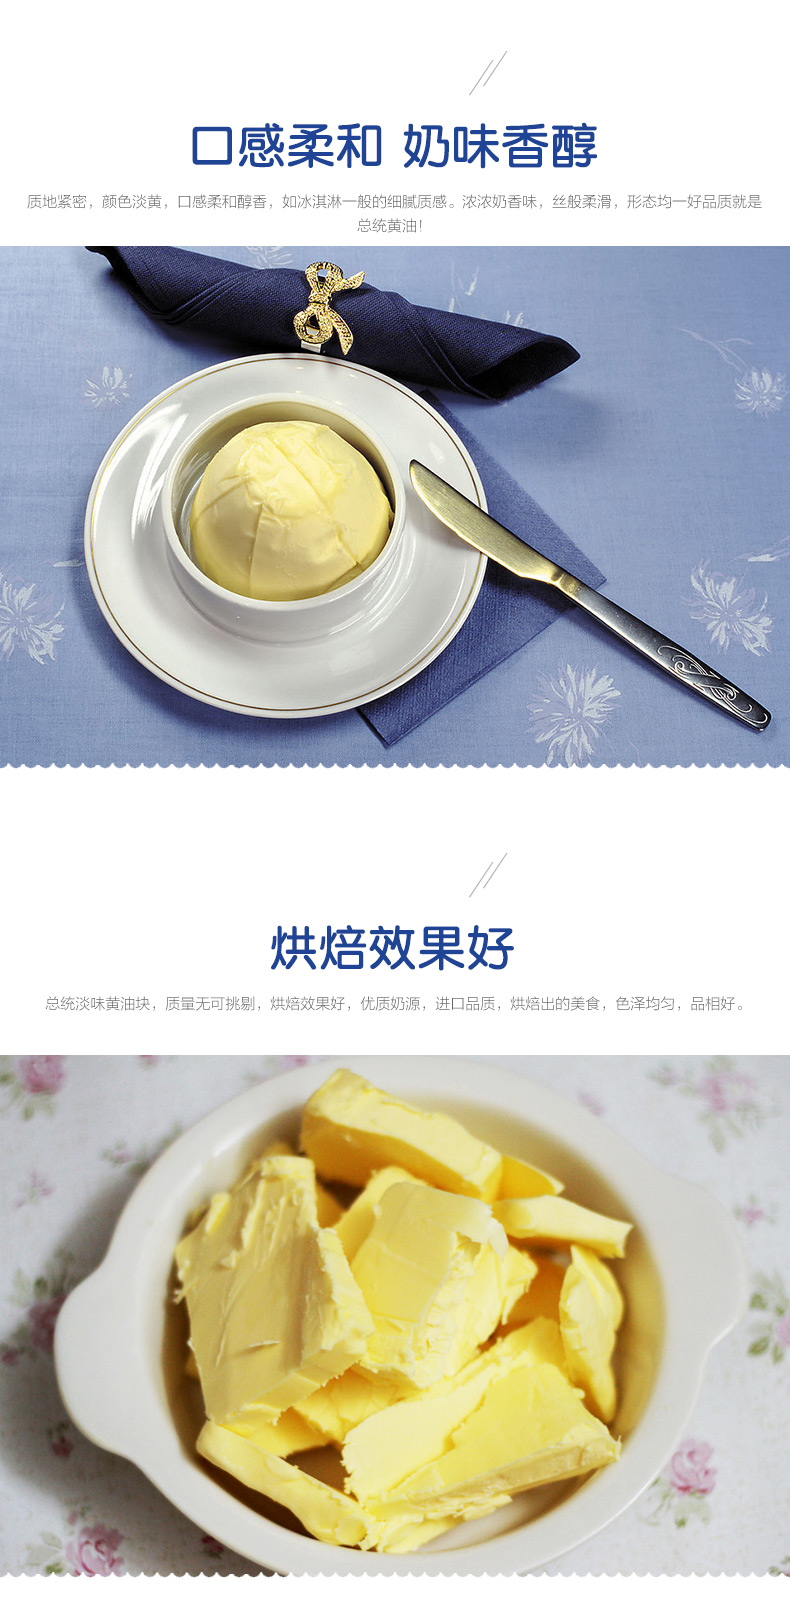 口感柔和 奶味香醇
质地紧密，颜色淡黄，口感柔和醇香，如冰淇淋一般的细腻质感。浓浓奶香味，丝般柔滑，形态均一好品质就是
总统黄油！
烘焙效果好
总统淡味黄油块，质量无可挑剔，烘焙效果好，优质奶源，进口品质，烘焙出的美食，色泽均匀，品相好。